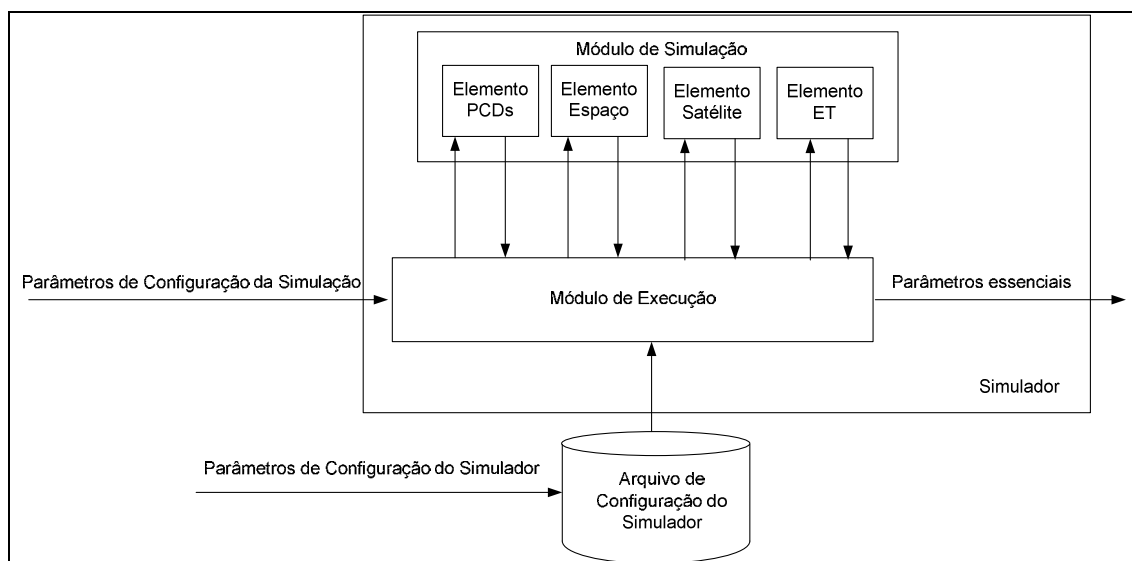 Módulo de Simulação
Elemento
PCDs
Elemento
Espaço
Elemento
Satélite
Elemento
ET
Parâmetros de Configuração da Simulação
Módulo de Execução
Parâmetros essenciais
Simulador
Parâmetros de Configuração do Simulador
Arquivo de
Configuração do
Simulador